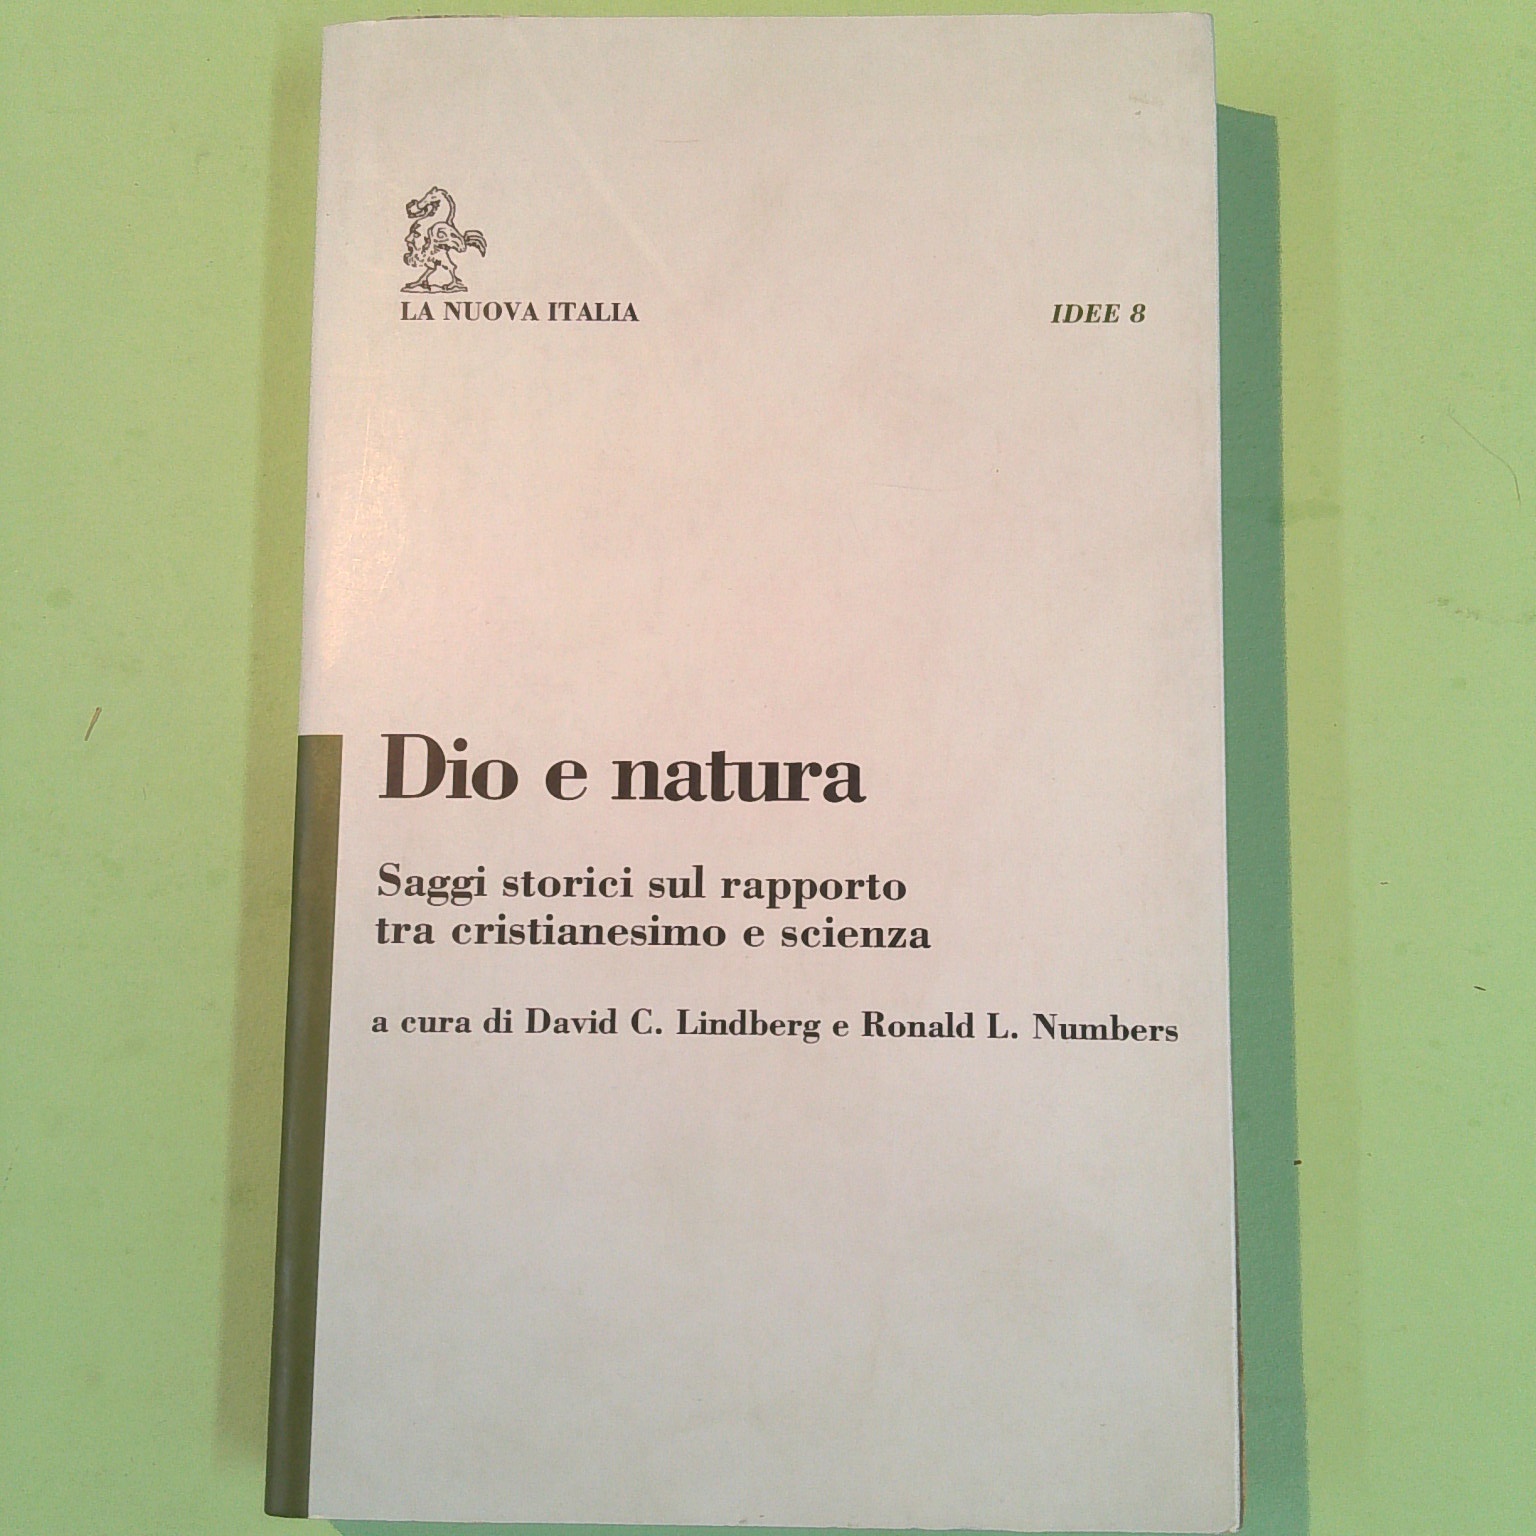 LA NUOVA ITALIA
IDEE 8
Dio e natura
Saggi storici sul rapporto
tra cristianesimo e scienza
a cura di David C. Lindberg e Ronald L. Numbers